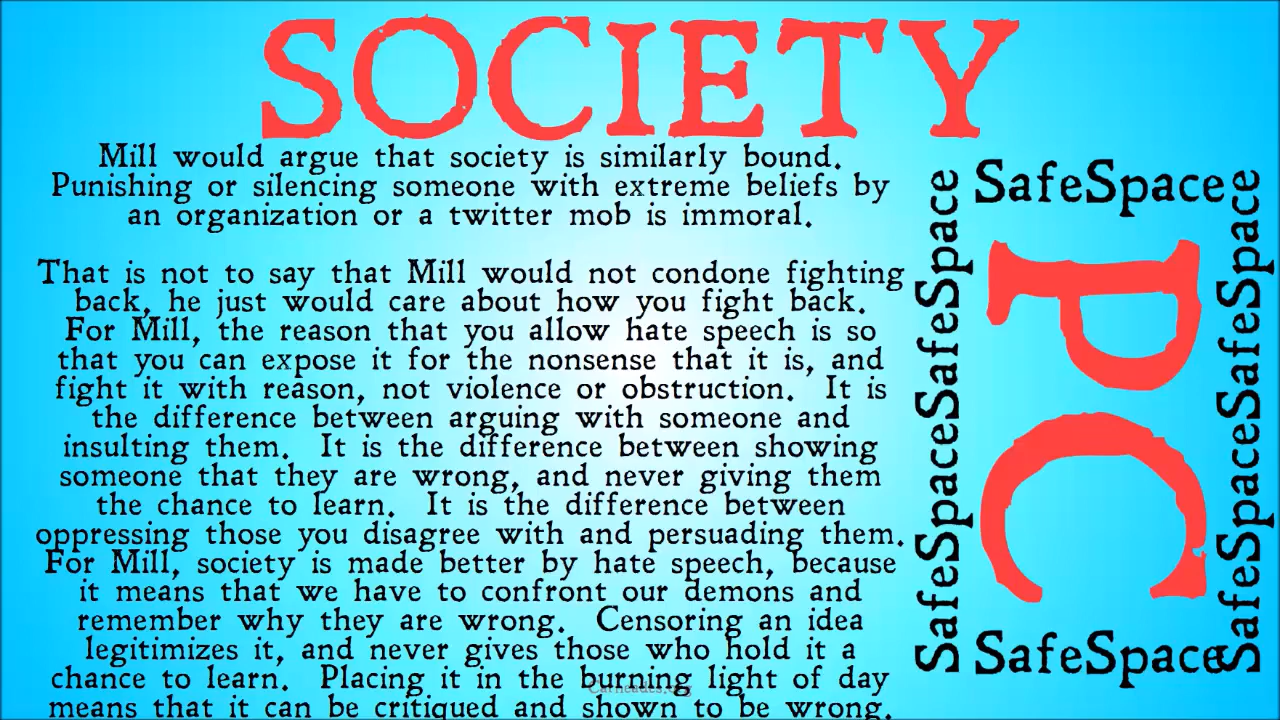 SOCIETY
Mill would argue that society is similarly bound.
Punishing or silencing someone with extreme beliefs by
an organization or a twitter mob is immoral.
That is not to say that Mill would not condone fighting
back, he just would care about how you fight back.
For Mill, the reason that you allow hate speech is so
that you can expose it for the nonsense that it is, and
fight it with reason, not violence or obstruction.  It is
the difference between arguing with someone and
insulting them.  It is the difference between showing
someone that they are wrong, and never giving them
the chance to learn.  It is the difference between
oppressing those you disagree with and persuading them.
For Mill, society is made better by hate speech, because
it means that we have to confront our demons and
remember why they are wrong.  Censoring an idea
legitimizes it, and never gives those who hold it a
chance to learn.  Placing it in the burning light of day
means that it can be critiqued and shown to be wrong.
Carneades.org
SafeSpace
SafeSpaceSafeSpace
PC
SafeSpaceSafeSpace
SafeSpace